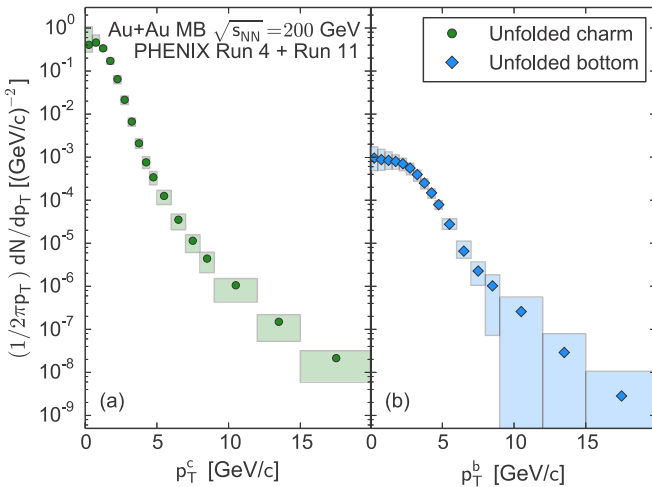 Au+Au MB √s_NN=200 GeV
PHENIX Run 4 + Run 11
Unfolded charm
Unfolded bottom
(1/2πp_T) dN/dp_T [(GeV/c)^−2]
10^0
10^−1
10^−2
10^−3
10^−4
10^−5
10^−6
10^−7
10^−8
10^−9
(a)
(b)
0 5 10 15 0 5 10 15
p_T^c [GeV/c]
p_T^b [GeV/c]